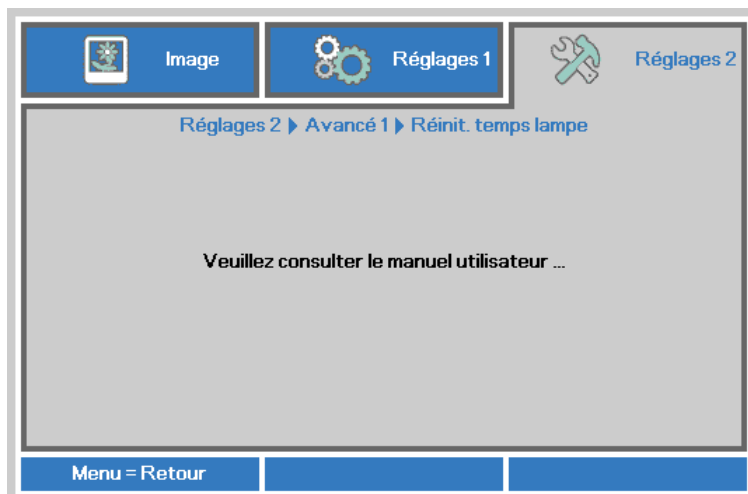 Image
Réglages 1
Réglages 2
Réglages 2 ▶ Avancé 1 ▶ Réinit. temps lampe
Veuillez consulter le manuel utilisateur ...
Menu = Retour